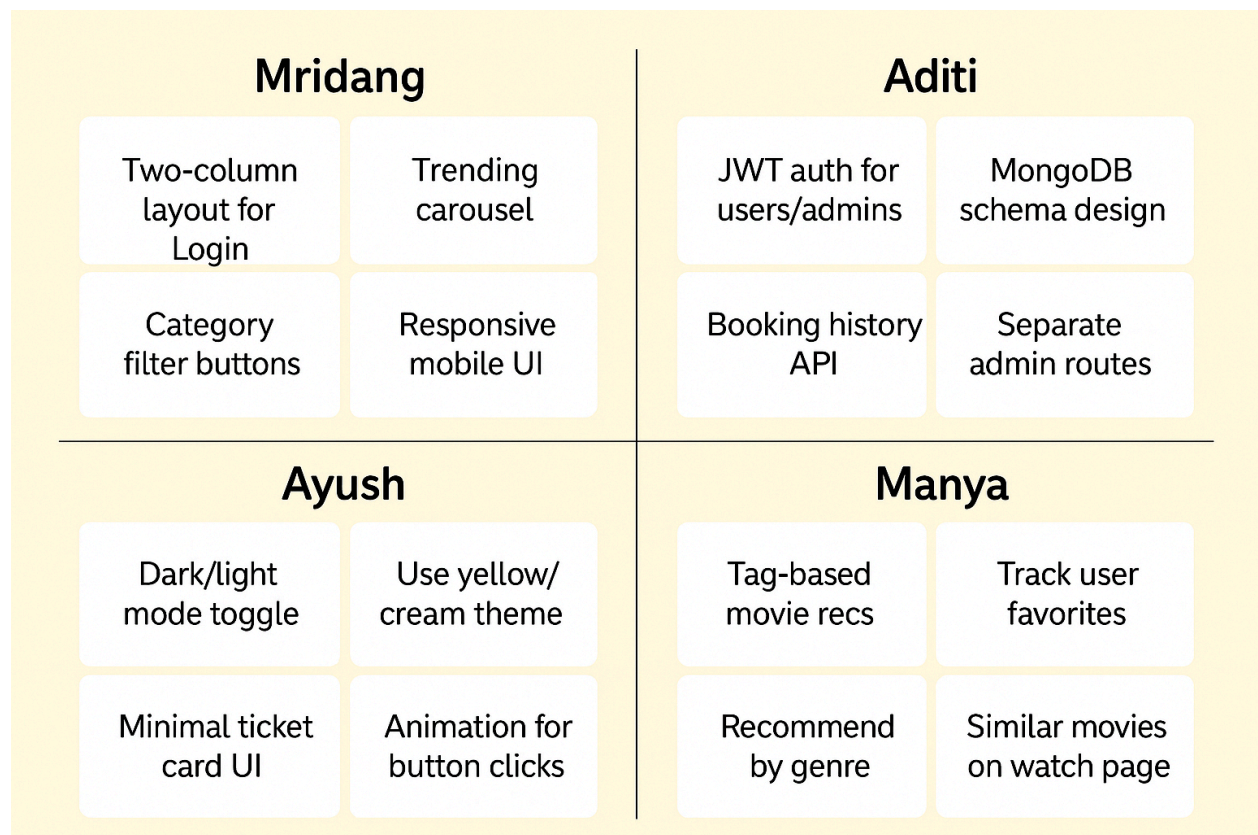 Mridang
Two-column
layout for
Login
Trending
carousel
Category
filter buttons
Responsive
mobile UI
Aditi
JWT auth for
users/admins
MongoDB
schema design
Booking history
API
Separate
admin routes
Ayush
Dark/light
mode toggle
Use yellow/
cream theme
Minimal ticket
card UI
Animation for
button clicks
Manya
Tag-based
movie recs
Track user
favorites
Recommend
by genre
Similar movies
on watch page